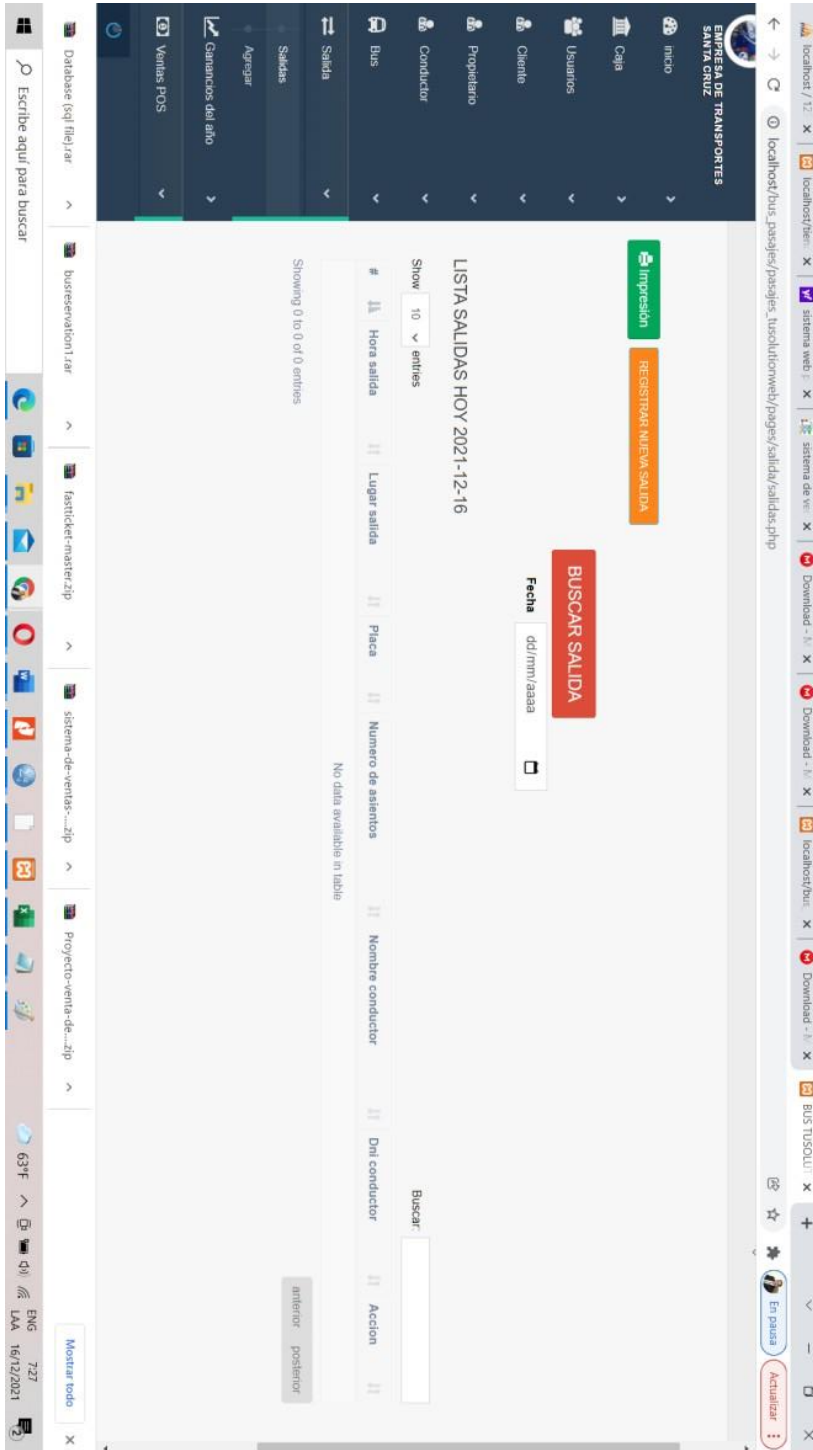 localhost / 12
localhost/tien
sistema web p
sistema de ve
Download - M
Download - M
localhost/bus
Download - M
BUS TUSOLUT
localhost/bus_pasajes/pasajes_tusolutionweb/pages/salida/salidas.php
En pausa
Actualizar
EMPRESA DE TRANSPORTES
SANTA CRUZ
inicio
Caja
Usuarios
Cliente
Propietario
Conductor
Bus
Salida
Salidas
Agregar
Ganancios del año
Ventas POS
Impresión
REGISTRAR NUEVA SALIDA
BUSCAR SALIDA
Fecha dd/mm/aaaa
LISTA SALIDAS HOY 2021-12-16
Show 10 entries
Buscar:
# Hora salida Lugar salida Placa Numero de asientos Nombre conductor Dni conductor Accion
No data available in table
Showing 0 to 0 of 0 entries
anterior posterior
Database (sql file).rar
busreservation1.rar
fastticket-master.zip
sistema-de-ventas-....zip
Proyecto-venta-de....zip
Mostrar todo
Escribe aquí para buscar
63°F
ENG
LAA
7:27
16/12/2021
2